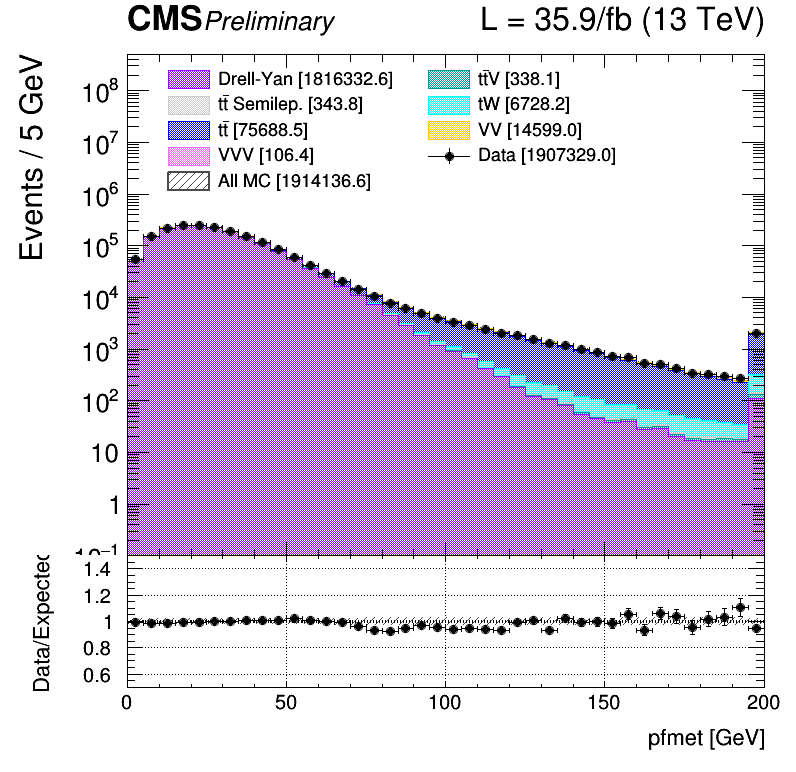 CMS Preliminary L = 35.9/fb (13 TeV)
Drell-Yan [1816332.6]
tt̄ Semilep. [343.8]
tt̄ [75688.5]
VVV [106.4]
All MC [1914136.6]
tt̄V [338.1]
tW [6728.2]
VV [14599.0]
Data [1907329.0]
Events / 5 GeV
10⁸
10⁷
10⁶
10⁵
10⁴
10³
10²
10
1
10⁻¹
Data/Expected
1.4
1.2
1
0.8
0.6
0 50 100 150 200
pfmet [GeV]